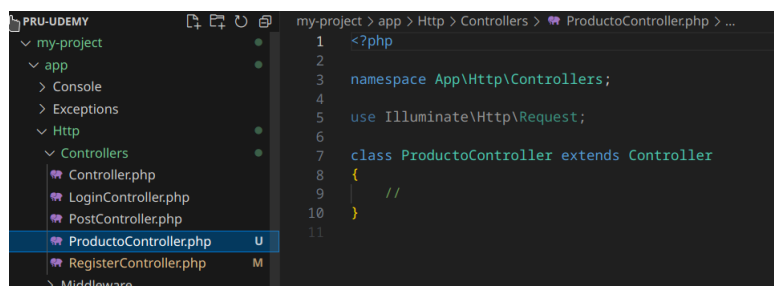 PRU-UDEMY
my-project
app
Console
Exceptions
Http
Controllers
Controller.php
LoginController.php
PostController.php
ProductoController.php U
RegisterController.php M
Middleware
my-project > app > Http > Controllers > ProductoController.php > ...
1 <?php
2
3 namespace App\Http\Controllers;
4
5 use Illuminate\Http\Request;
6
7 class ProductoController extends Controller
8 {
9 //
10 }
11